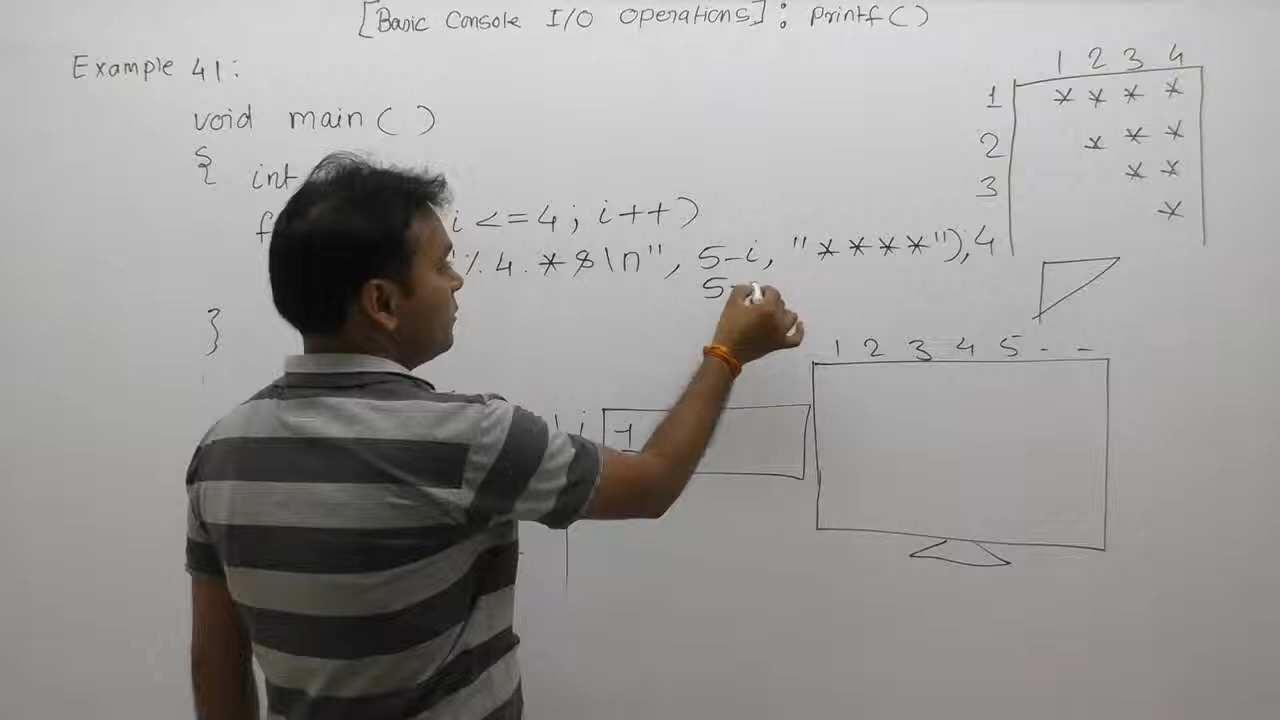 [Basic Console I/O Operations] : printf( )
Example 41:
void main ( )
{ int
i <= 4 ; i++)
%4.*s\n", 5-i, "****");
5-
}
1 2 3 4
1 * * * *
2 * * *
3 * *
4 *
1 2 3 4 5 - -
i 1